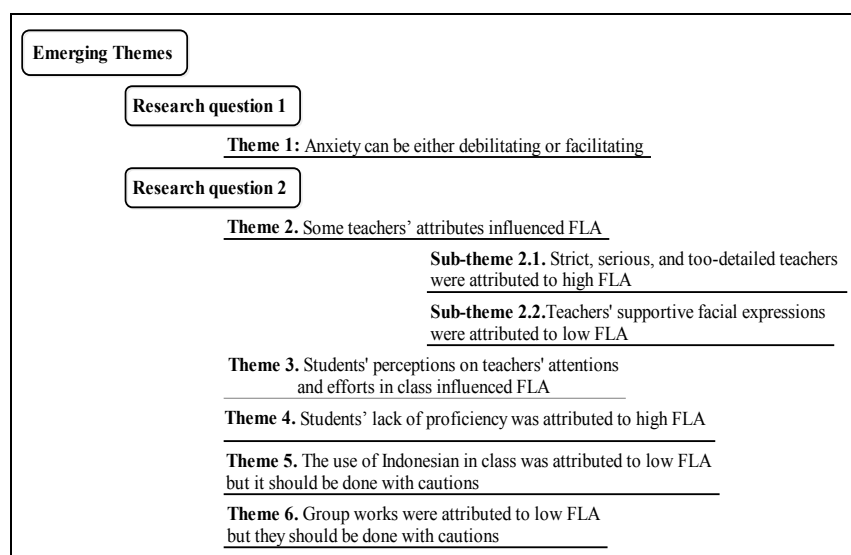 Emerging Themes
Research question 1
Theme 1: Anxiety can be either debilitating or facilitating
Research question 2
Theme 2. Some teachers’ attributes influenced FLA
Sub-theme 2.1. Strict, serious, and too-detailed teachers
were attributed to high FLA
Sub-theme 2.2.Teachers' supportive facial expressions
were attributed to low FLA
Theme 3. Students' perceptions on teachers' attentions
and efforts in class influenced FLA
Theme 4. Students’ lack of proficiency was attributed to high FLA
Theme 5. The use of Indonesian in class was attributed to low FLA
but it should be done with cautions
Theme 6. Group works were attributed to low FLA
but they should be done with cautions